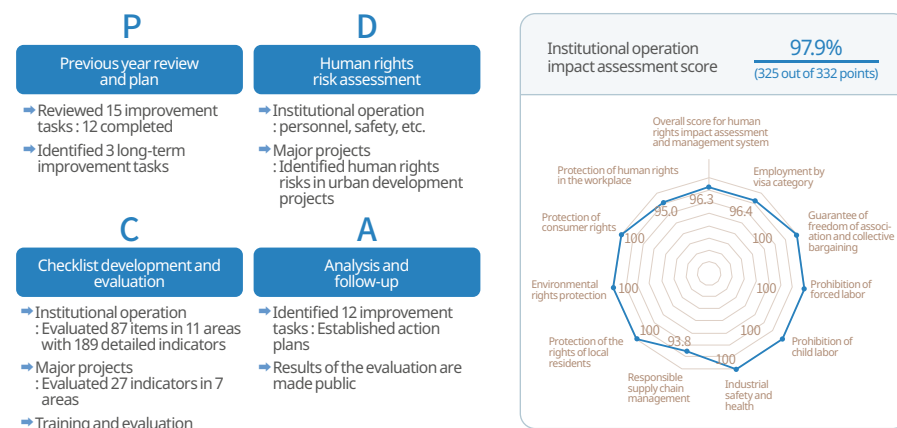 P
Previous year review
and plan
➡Reviewed 15 improvement
tasks : 12 completed
➡Identified 3 long-term
improvement tasks
D
Human rights
risk assessment
➡Institutional operation
: personnel, safety, etc.
➡Major projects
: Identified human rights
risks in urban development
projects
C
Checklist development and
evaluation
➡Institutional operation
: Evaluated 87 items in 11 areas
with 189 detailed indicators
➡Major projects
: Evaluated 27 indicators in 7
areas
➡Training and evaluation
A
Analysis and
follow-up
➡Identified 12 improvement
tasks : Established action
plans
➡Results of the evaluation are
made public
Institutional operation
impact assessment score
97.9%
(325 out of 332 points)
Overall score for human
rights impact assessment
and management system
96.3
Employment by
visa category
96.4
Guarantee of
freedom of associ-
ation and collective
bargaining
100
Prohibition of
forced labor
100
Prohibition of
child labor
100
Industrial
safety and
health
100
Responsible
supply chain
management
93.8
Protection of the
rights of local
residents
100
Environmental
rights protection
100
Protection of
consumer rights
100
Protection of human rights
in the workplace
95.0